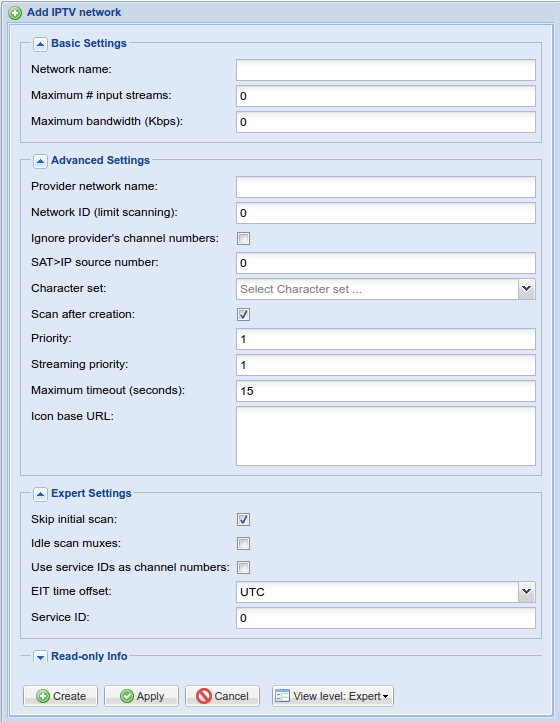 Add IPTV network
Basic Settings
Network name:
Maximum # input streams: 0
Maximum bandwidth (Kbps): 0
Advanced Settings
Provider network name:
Network ID (limit scanning): 0
Ignore provider's channel numbers:
SAT>IP source number: 0
Character set: Select Character set ...
Scan after creation:
Priority: 1
Streaming priority: 1
Maximum timeout (seconds): 15
Icon base URL:
Expert Settings
Skip initial scan:
Idle scan muxes:
Use service IDs as channel numbers:
EIT time offset: UTC
Service ID: 0
Read-only Info
Create Apply Cancel View level: Expert